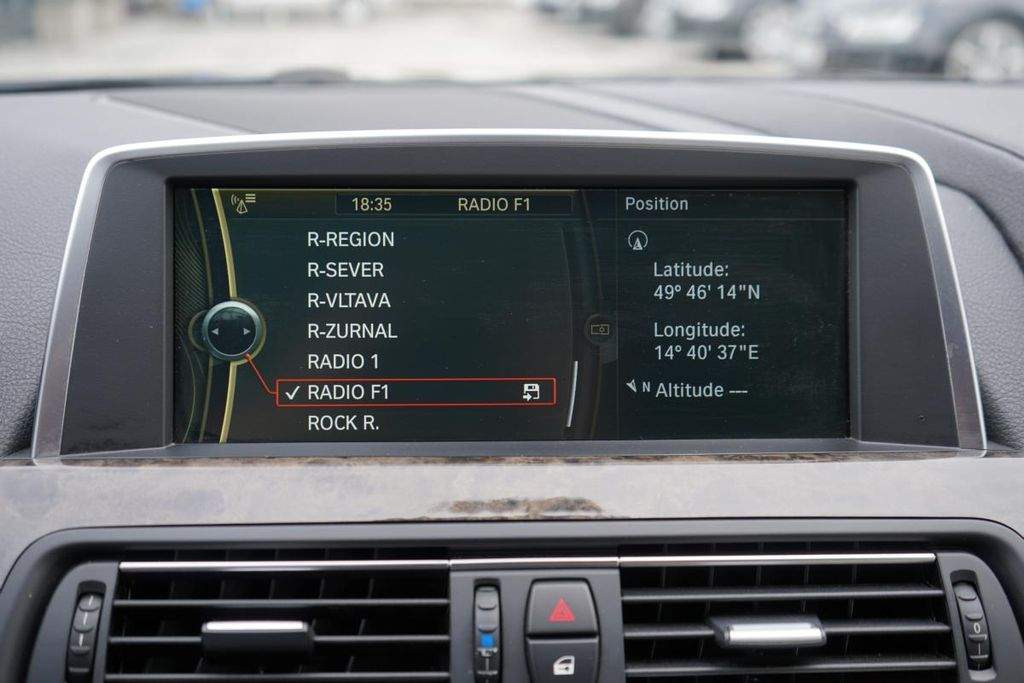 18:35 RADIO F1
R-REGION
R-SEVER
R-VLTAVA
R-ZURNAL
RADIO 1
RADIO F1
ROCK R.
Position
Latitude:
49° 46' 14"N
Longitude:
14° 40' 37"E
N Altitude ---
0